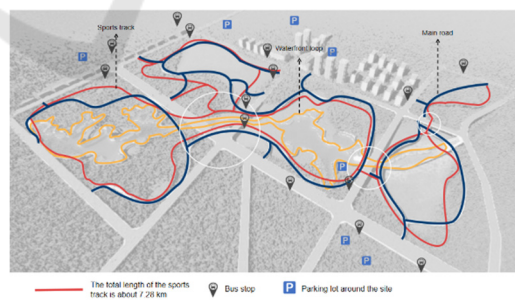 Sports track
Main road
Waterfront loop
P
P
P
P
P
P
P
P
The total length of the sports
track is about 7.28 km
Bus stop
P
Parking lot around the site